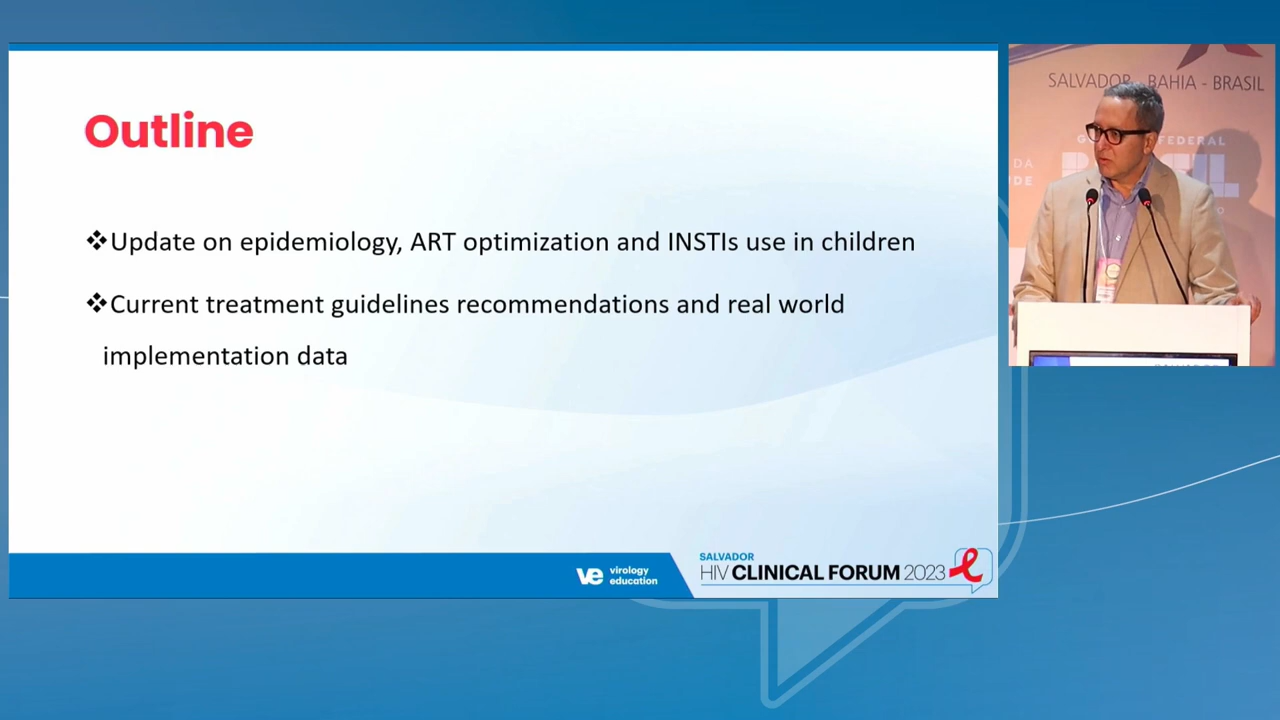 Outline
❖Update on epidemiology, ART optimization and INSTIs use in children
❖Current treatment guidelines recommendations and real world
implementation data
ve virology
education
SALVADOR
HIV CLINICAL FORUM 2023
SALVADOR - BAHIA - BRASIL
FEDERAL